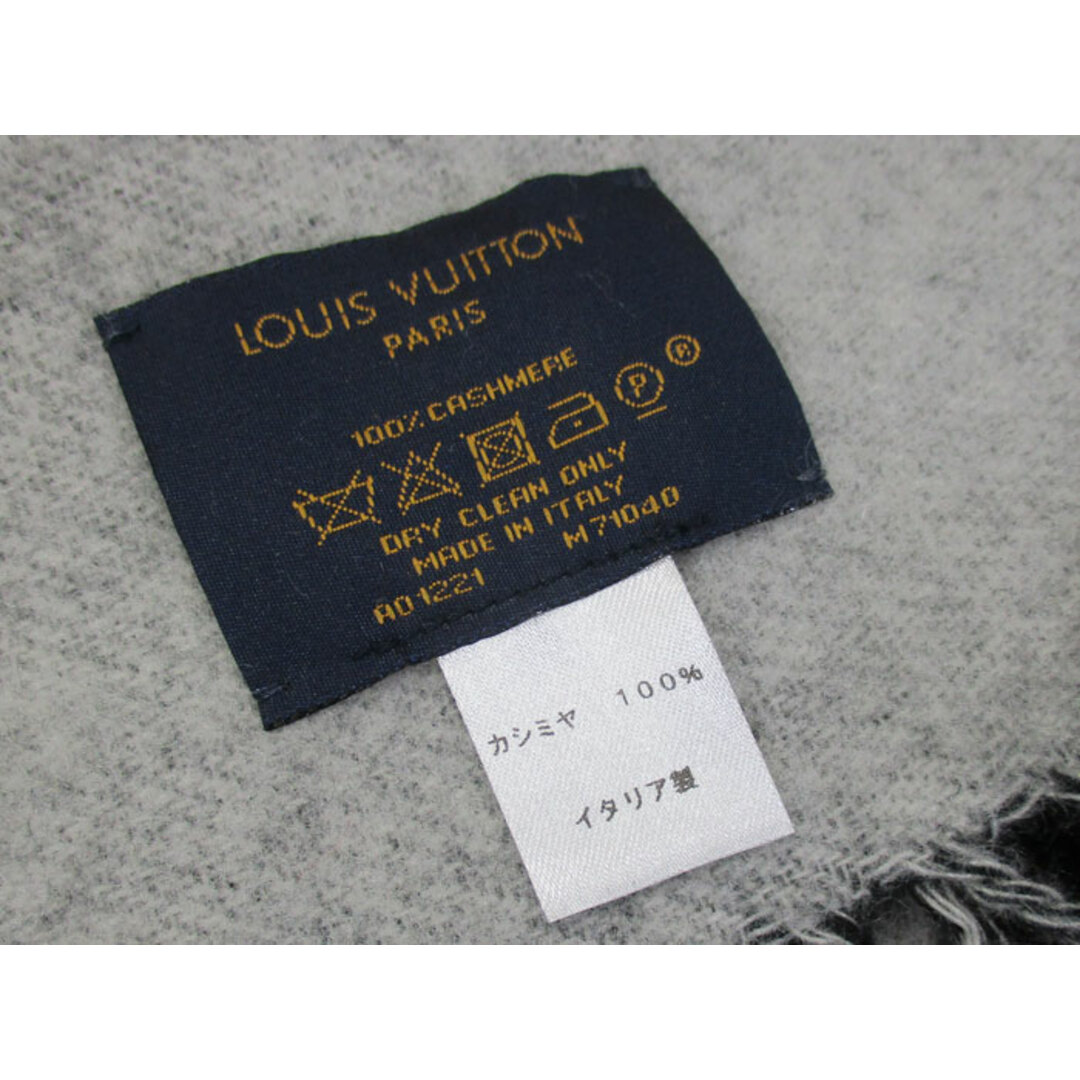 LOUIS VUITTON
PARIS
100% CASHMERE
P ®
DRY CLEAN ONLY
MADE IN ITALY
A01221 M71040
カシミヤ 100%
イタリア製